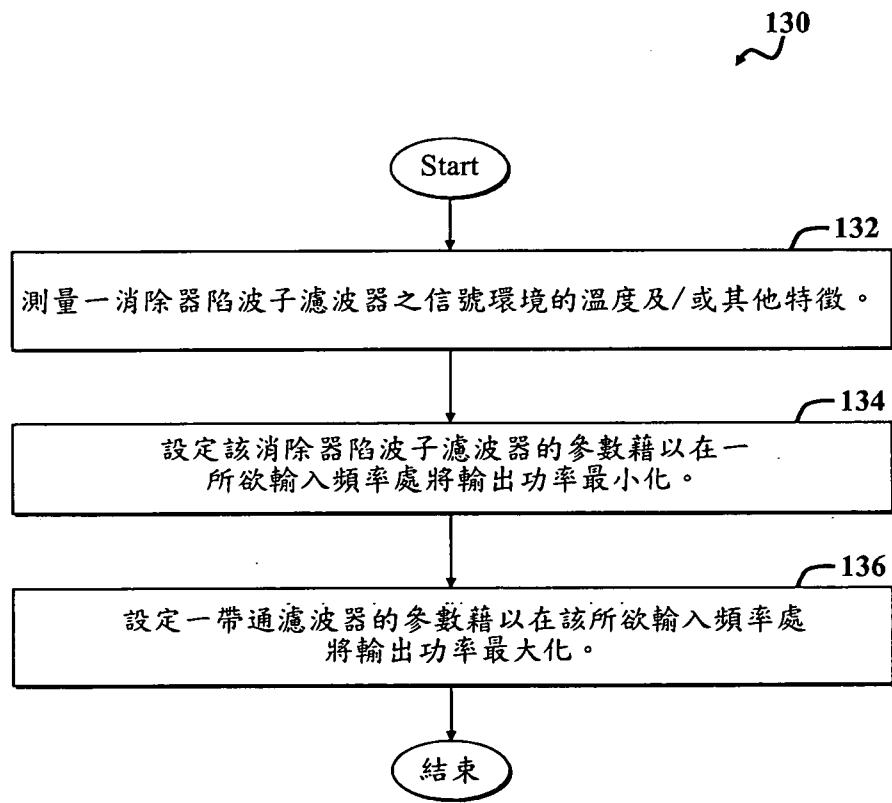 130
Start
132
測量一消除器陷波子濾波器之信號環境的溫度及/或其他特徵。
134
設定該消除器陷波子濾波器的參數藉以在一
所欲輸入頻率處將輸出功率最小化。
136
設定一帶通濾波器的參數藉以在該所欲輸入頻率處
將輸出功率最大化。
結束